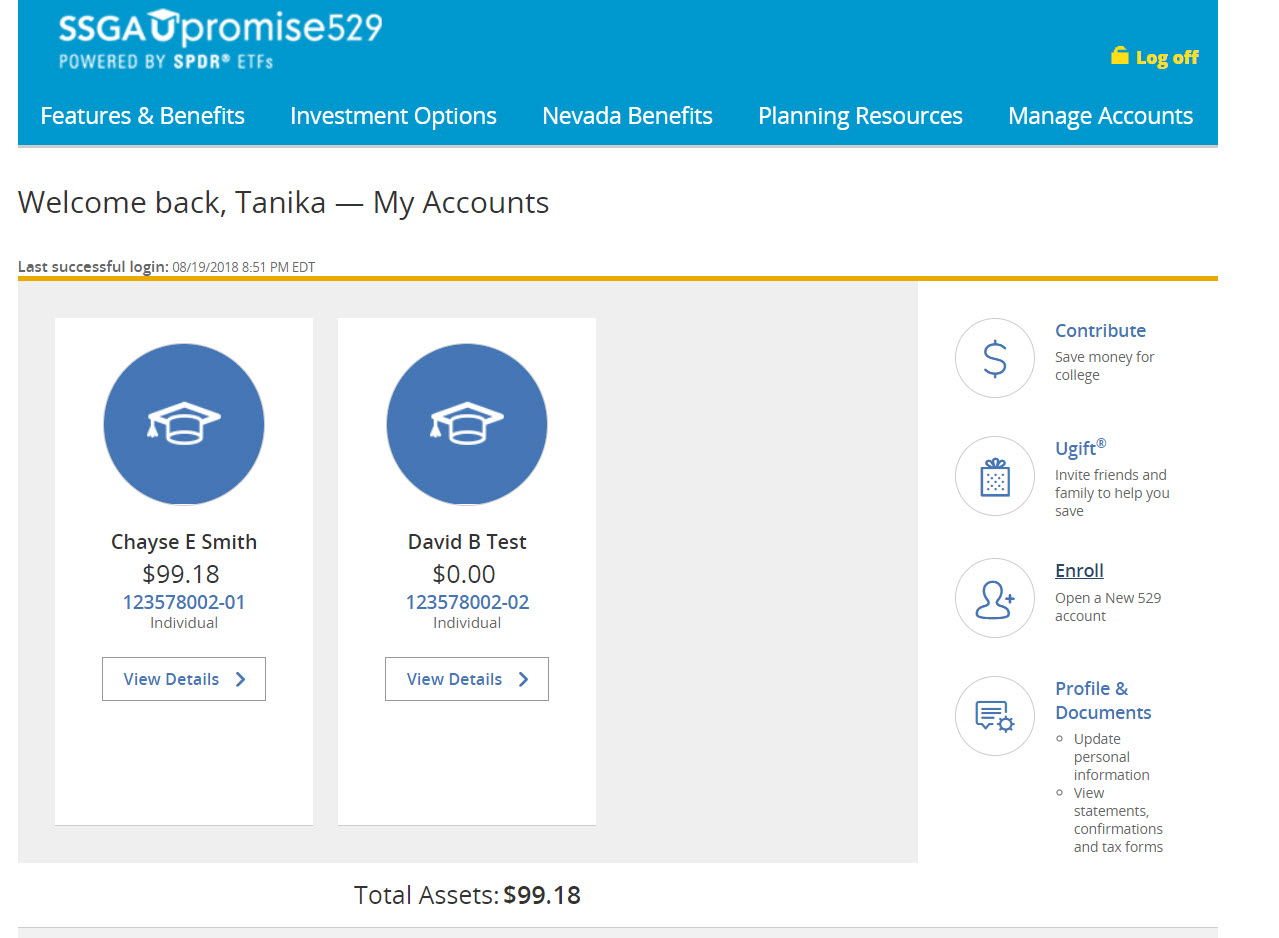 SSGA Upromise529
POWERED BY SPDR® ETFs
Log off
Features & Benefits Investment Options Nevada Benefits Planning Resources Manage Accounts
Welcome back, Tanika — My Accounts
Last successful login: 08/19/2018 8:51 PM EDT
Chayse E Smith
$99.18
123578002-01
Individual
View Details
David B Test
$0.00
123578002-02
Individual
View Details
Contribute
Save money for
college
Ugift®
Invite friends and
family to help you
save
Enroll
Open a New 529
account
Profile &
Documents
Update
personal
information
View
statements,
confirmations
and tax forms
Total Assets: $99.18